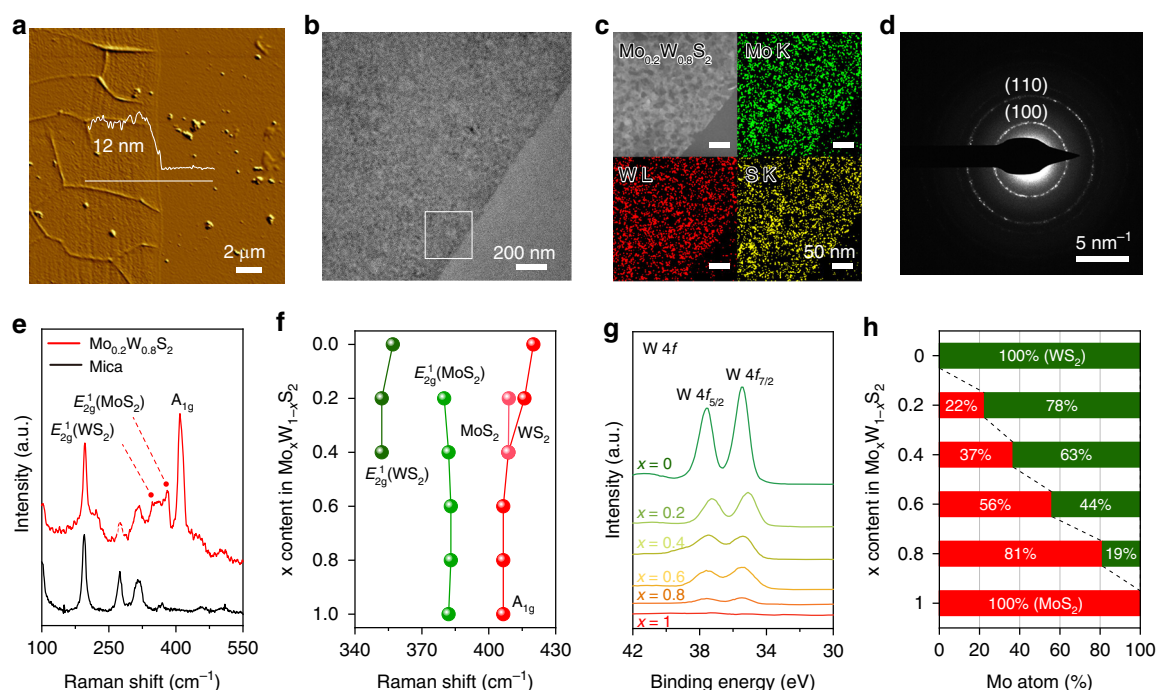 a
12 nm
2 μm
b
200 nm
c
Mo0.2W0.8S2
Mo K
W L
S K
50 nm
d
(110)
(100)
5 nm−1
e
Mo0.2W0.8S2
Mica
E2g1(MoS2)
E2g1(WS2)
A1g
Intensity (a.u.)
100 250 400 550
Raman shift (cm−1)
f
x content in MoxW1−xS2
0.0
0.2
0.4
0.6
0.8
1.0
E2g1(MoS2)
MoS2
WS2
E2g1(WS2)
A1g
340 370 400 430
Raman shift (cm−1)
g
W 4f
W 4f7/2
W 4f5/2
Intensity (a.u.)
x = 0
x = 0.2
x = 0.4
x = 0.6
x = 0.8
x = 1
42 38 34 30
Binding energy (eV)
h
x content in MoxW1−xS2
0
100% (WS2)
0.2
22% 78%
0.4
37% 63%
0.6
56% 44%
0.8
81% 19%
1
100% (MoS2)
0 20 40 60 80 100
Mo atom (%)